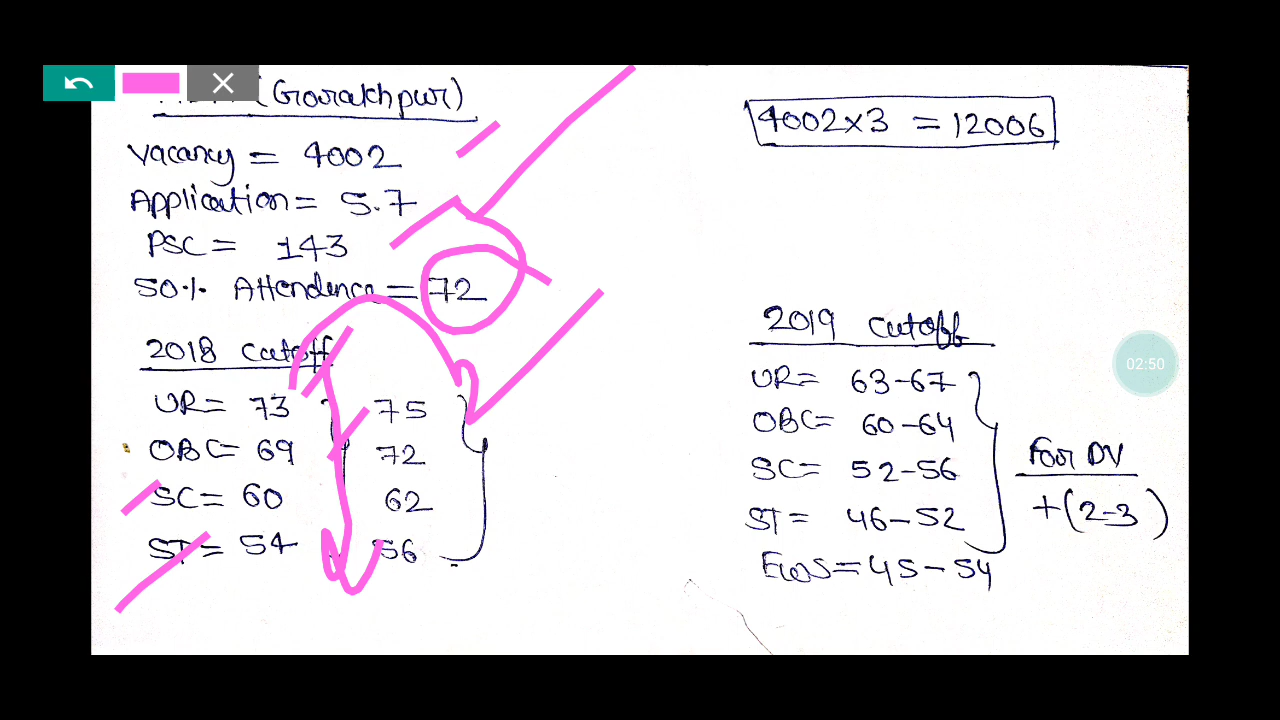 (Gorakhpur)
Vacancy = 4002
Application = 5.7
PSC = 143
50% Attendence = 72
2018 Cutoff
UR = 73 75
OBC = 69 72
SC = 60 62
ST = 54 56
4002×3 = 12006
2019 Cutoff
UR = 63-67
OBC = 60-64
SC = 52-56
ST = 46-52
EWS = 45-54
For DV
+(2-3)
02:50